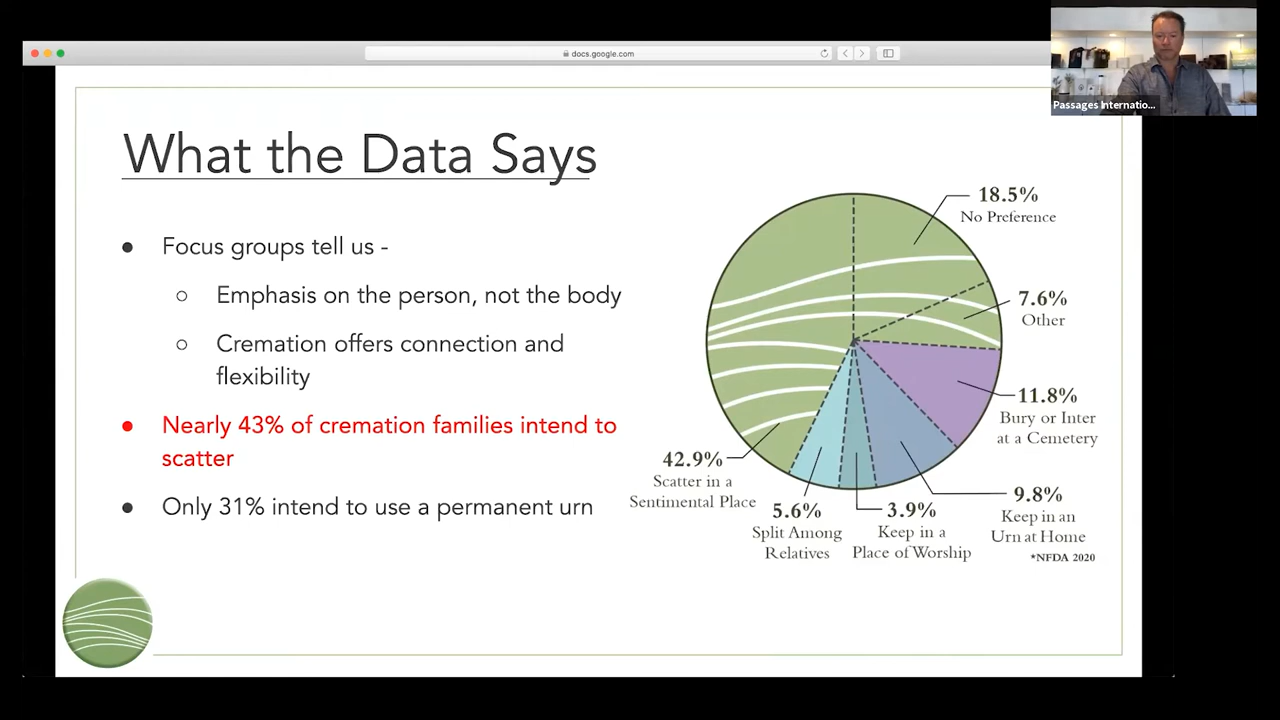 docs.google.com
Passages Internatio...
What the Data Says
● Focus groups tell us -
○ Emphasis on the person, not the body
○ Cremation offers connection and
flexibility
● Nearly 43% of cremation families intend to
scatter
● Only 31% intend to use a permanent urn
18.5%
No Preference
7.6%
Other
11.8%
Bury or Inter
at a Cemetery
9.8%
Keep in an
Urn at Home
3.9%
Keep in a
Place of Worship
5.6%
Split Among
Relatives
42.9%
Scatter in a
Sentimental Place
*NFDA 2020